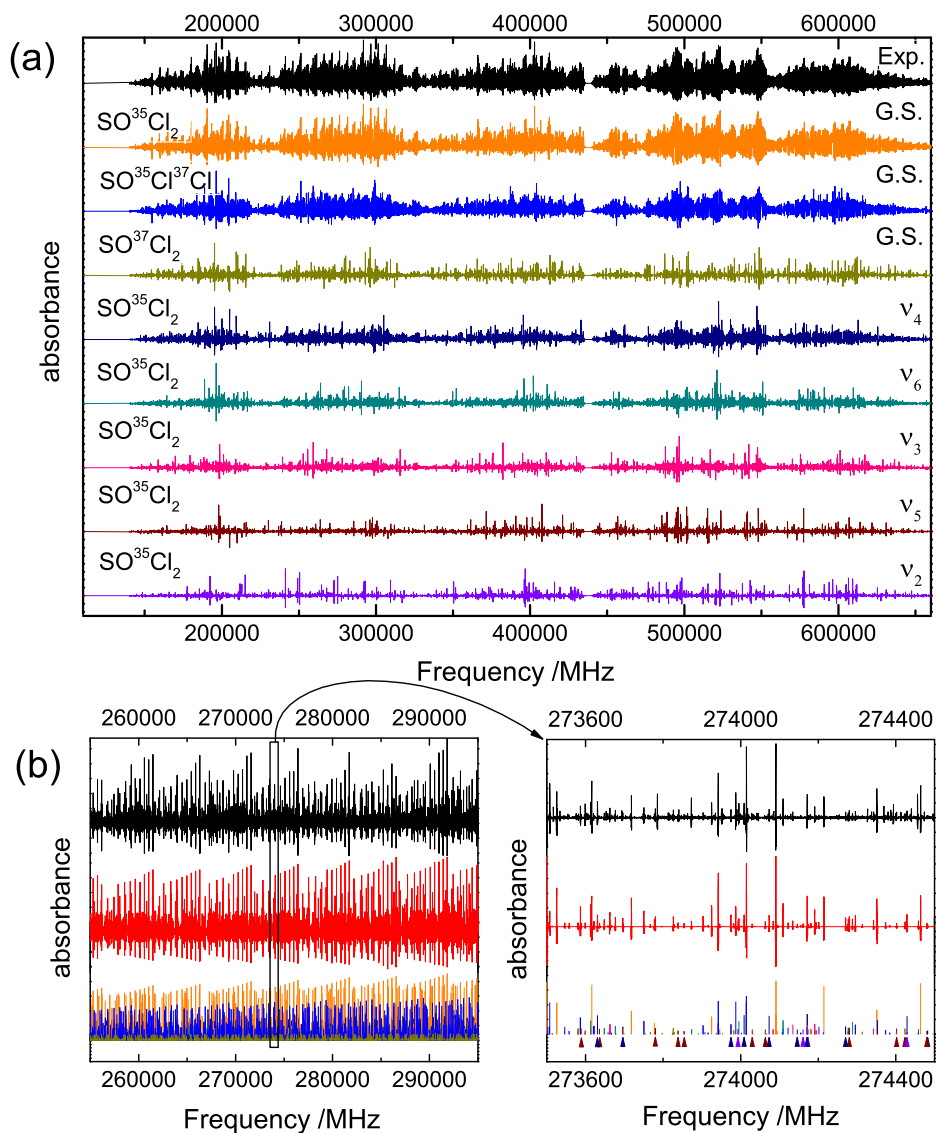 (a)
200000 300000 400000 500000 600000
Exp.
SO³⁵Cl₂ G.S.
SO³⁵Cl³⁷Cl G.S.
SO³⁷Cl₂ G.S.
SO³⁵Cl₂ ν₄
SO³⁵Cl₂ ν₆
SO³⁵Cl₂ ν₃
SO³⁵Cl₂ ν₅
SO³⁵Cl₂ ν₂
absorbance
200000 300000 400000 500000 600000
Frequency /MHz
(b)
260000 270000 280000 290000
absorbance
260000 270000 280000 290000
Frequency /MHz
273600 274000 274400
absorbance
273600 274000 274400
Frequency /MHz